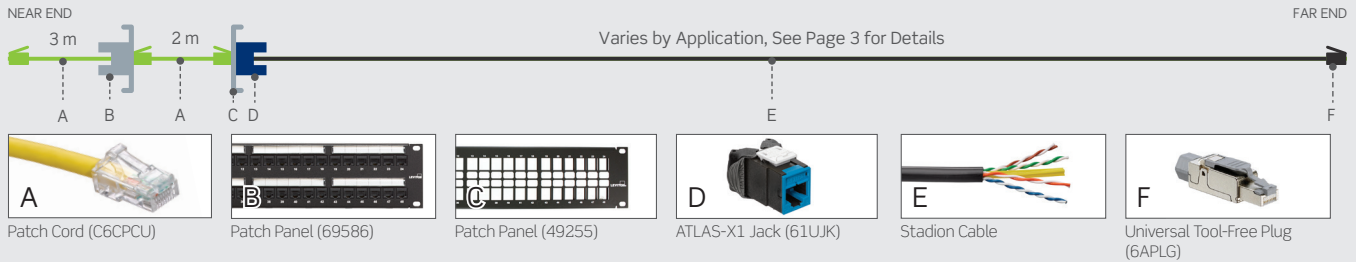 NEAR END
FAR END
3 m
2 m
Varies by Application, See Page 3 for Details
A
B
A
C
D
E
F
A
B
C
D
E
F
Patch Cord (C6CPCU)
Patch Panel (69586)
Patch Panel (49255)
ATLAS-X1 Jack (61UJK)
Stadion Cable
Universal Tool-Free Plug
(6APLG)